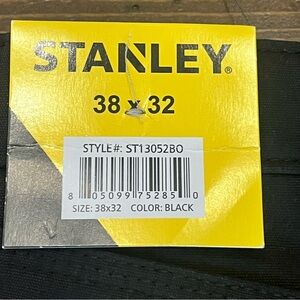 STANLEY®
38 x 32
STYLE#: ST13052BO
8 05099 75285 0
SIZE: 38x32 COLOR: BLACK